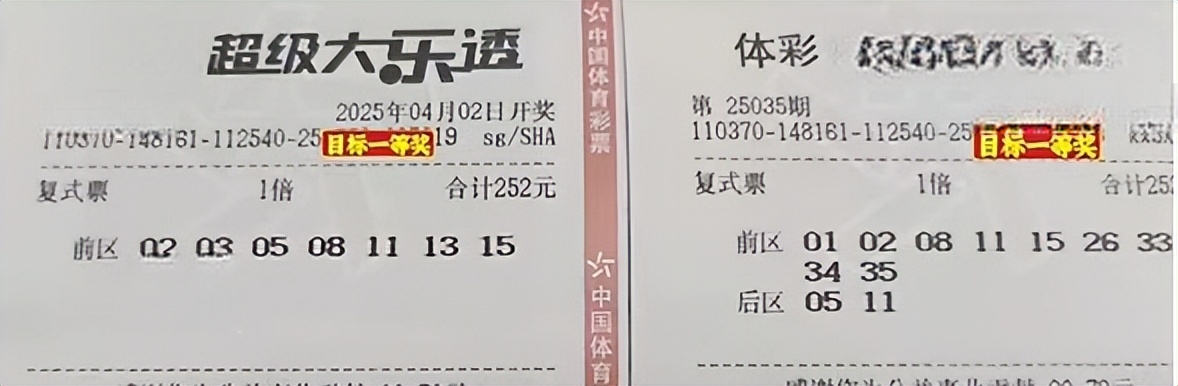 超级大乐透
2025年04月02日开奖
110370-148161-112540-25
目标一等奖
19 sg/SHA
复式票 1倍 合计252元
前区 02 03 05 08 11 13 15
中国体育彩票
中国体育
体彩
第 25035期
110370-148161-112540-25
目标一等奖
复式票 1倍 合计252
前区 01 02 08 11 15 26 33
34 35
后区 05 11